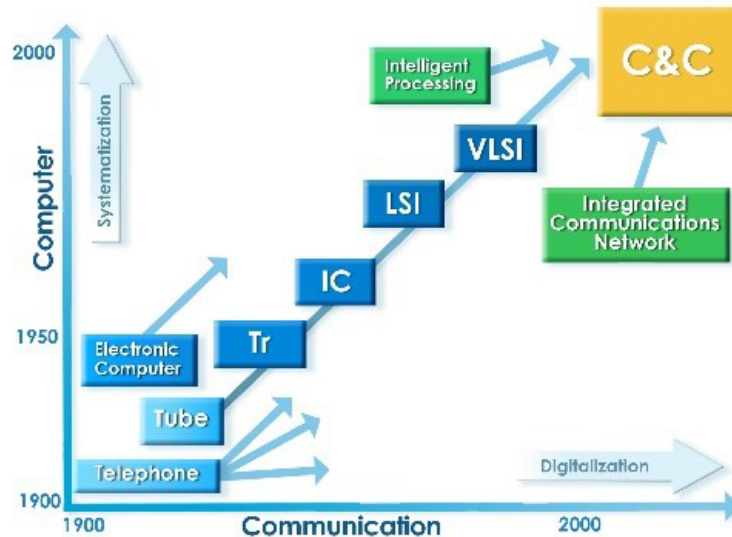 2000
Systematization
Computer
Intelligent
Processing
C&C
VLSI
LSI
Integrated
Communications
Network
IC
1950
Tr
Electronic
Computer
Tube
Telephone
Digitalization
1900
1900
Communication
2000